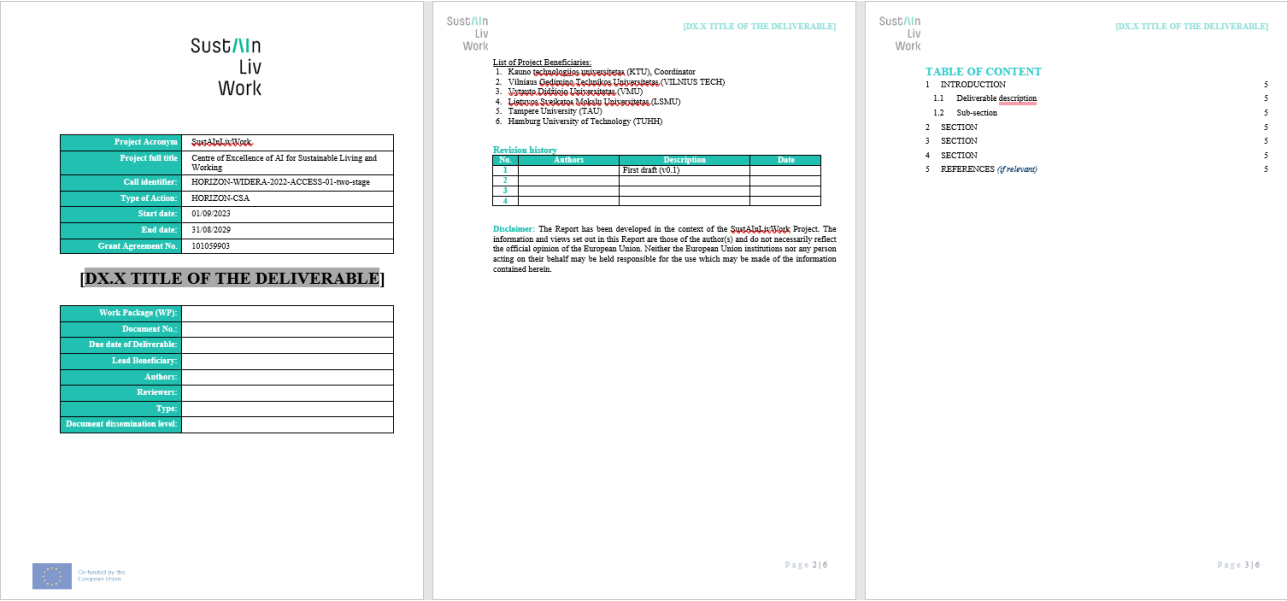 Sust/\In
Liv
Work
Project Acronym SustAInLivWork
Project full title Centre of Excellence of AI for Sustainable Living and
Working
Call identifier: HORIZON-WIDERA-2022-ACCESS-01-two-stage
Type of Action: HORIZON-CSA
Start date: 01/09/2023
End date: 31/08/2029
Grant Agreement No. 101059903
[DX.X TITLE OF THE DELIVERABLE]
Work Package (WP):
Document No.:
Due date of Deliverable:
Lead Beneficiary:
Authors:
Reviewers:
Type:
Document dissemination level:
Co-funded by the
European Union
Sust/\In
Liv
Work
[DX.X TITLE OF THE DELIVERABLE]
List of Project Beneficiaries:
1. Kauno technologijos universitetas (KTU), Coordinator
2. Vilniaus Gedimino Technikos Universitetas (VILNIUS TECH)
3. Vytauto Didžiojo Universitetas (VMU)
4. Lietuvos Sveikatos Mokslu Universitetas (LSMU)
5. Tampere University (TAU)
6. Hamburg University of Technology (TUHH)
Revision history
No. Authors Description Date
1 First draft (v0.1)
2
3
4
Disclaimer: The Report has been developed in the context of the SustAInLivWork Project. The
information and views set out in this Report are those of the author(s) and do not necessarily reflect
the official opinion of the European Union. Neither the European Union institutions nor any person
acting on their behalf may be held responsible for the use which may be made of the information
contained herein.
Page 2|6
Sust/\In
Liv
Work
[DX.X TITLE OF THE DELIVERABLE]
TABLE OF CONTENT
1 INTRODUCTION 5
1.1 Deliverable description 5
1.2 Sub-section 5
2 SECTION 5
3 SECTION 5
4 SECTION 5
5 REFERENCES (if relevant) 5
Page 3|6